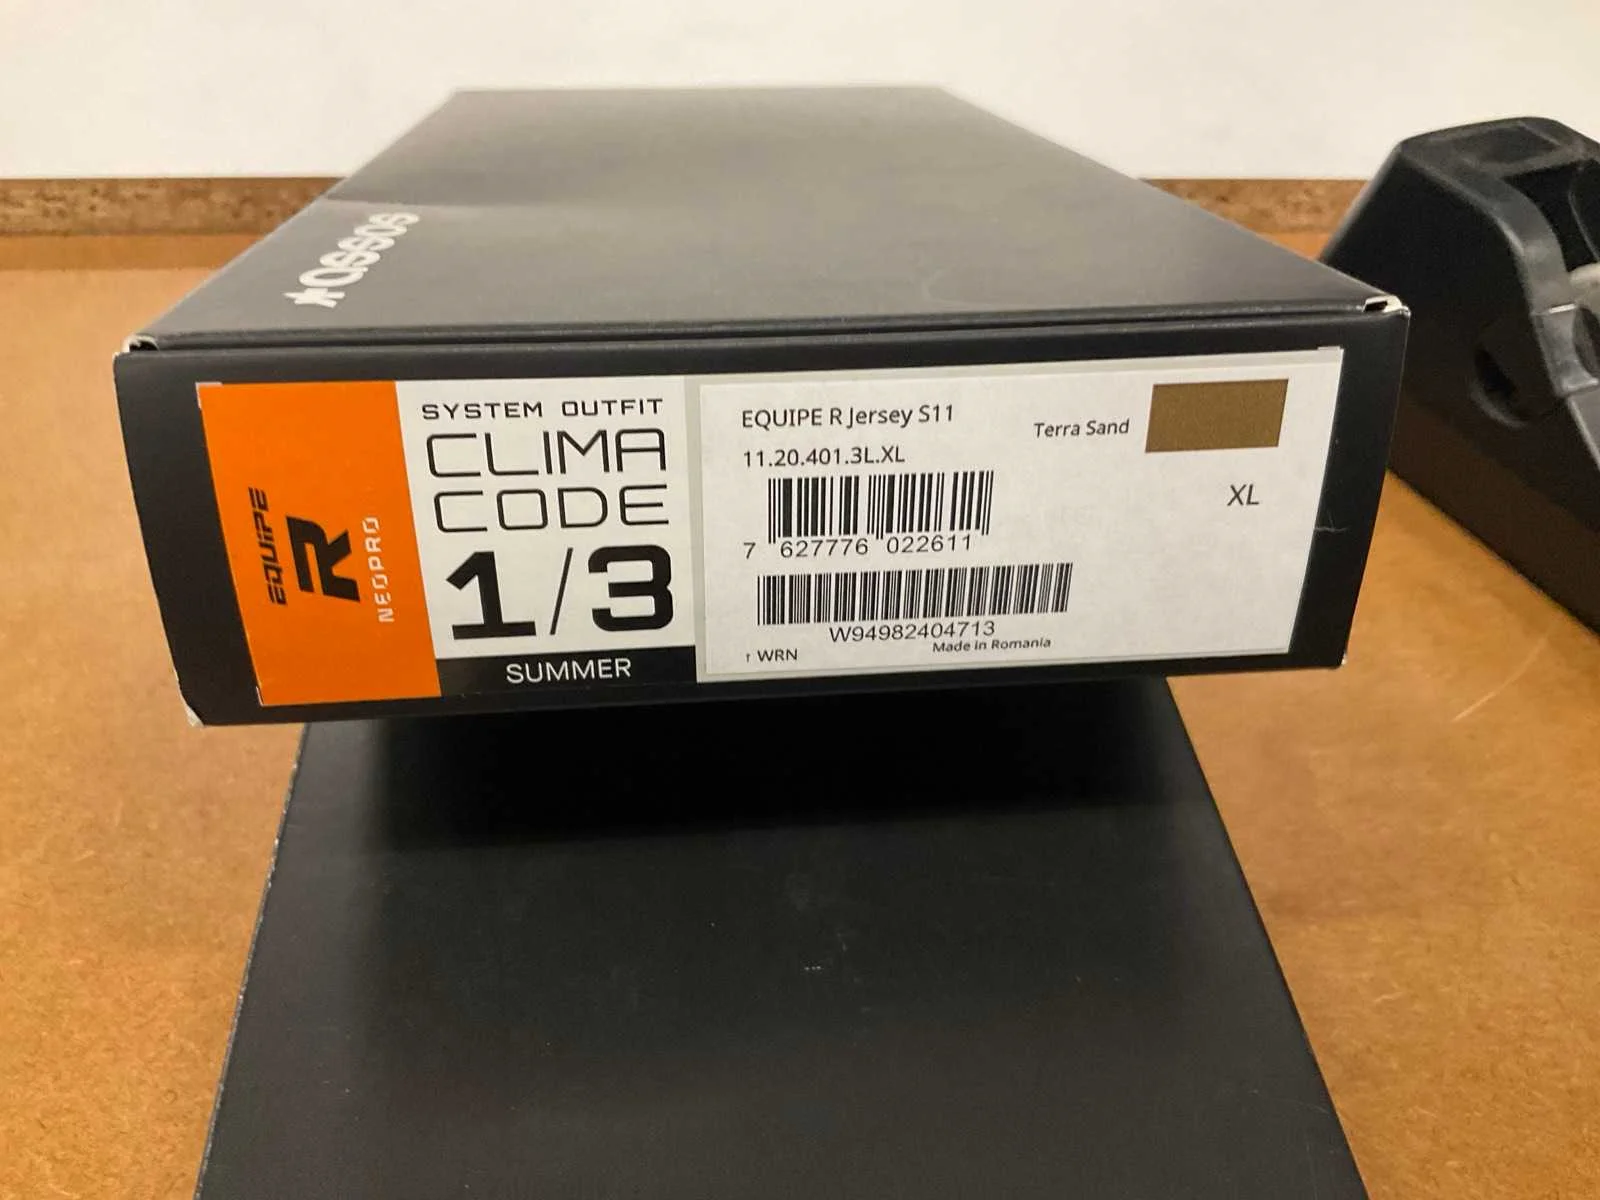 ASSOS
EQUIPE
R
NEOPRO
SYSTEM OUTFIT
CLIMA
CODE
1/3
SUMMER
EQUIPE R Jersey S11
Terra Sand
11.20.401.3L.XL
XL
7 627776 022611
W94982404713
Made in Romania
↑ WRN